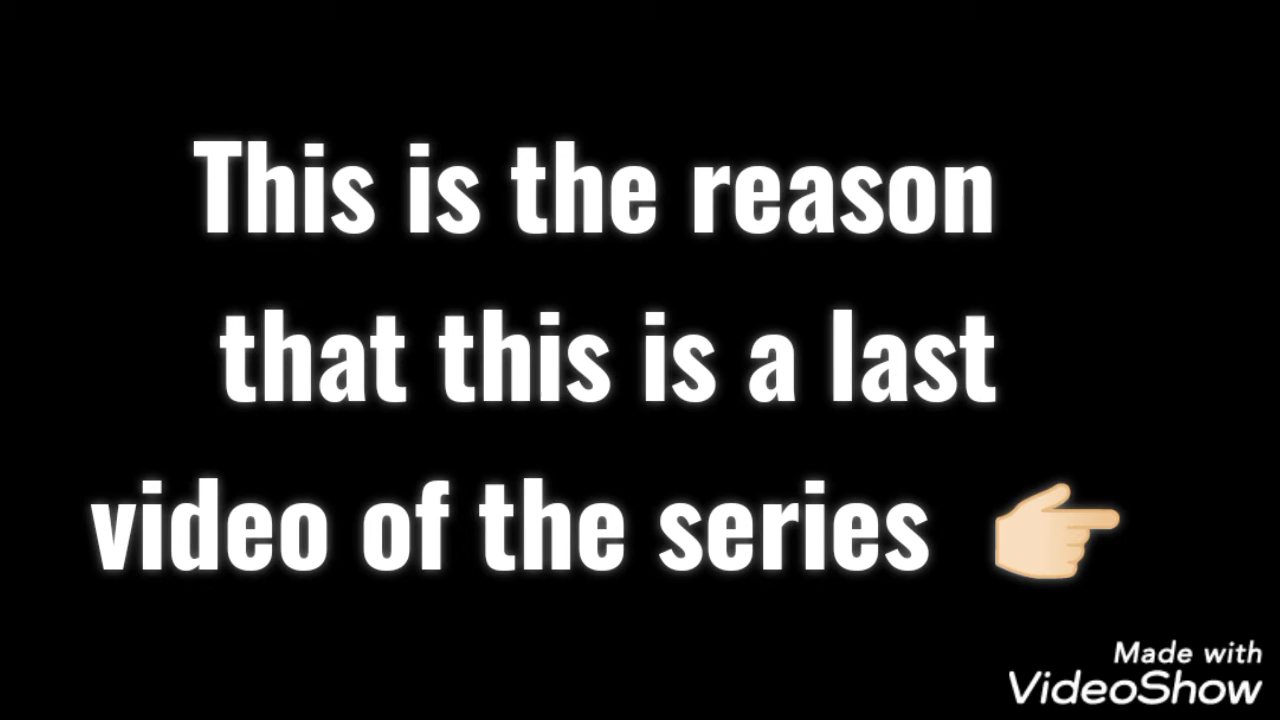 This is the reason
that this is a last
video of the series 👉🏻
Made with
VideoShow